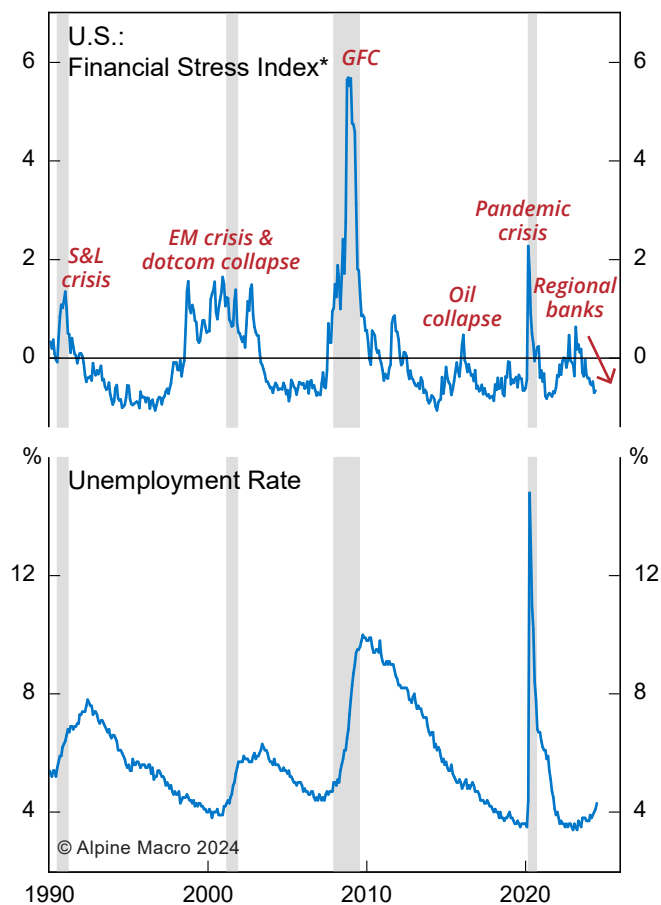 U.S.:
Financial Stress Index*
GFC
6
6
4
4
Pandemic
crisis
S&L
crisis
EM crisis &
dotcom collapse
2
2
Oil
collapse
Regional
banks
0
0
%
%
Unemployment Rate
12
12
8
8
4
4
© Alpine Macro 2024
1990
2000
2010
2020